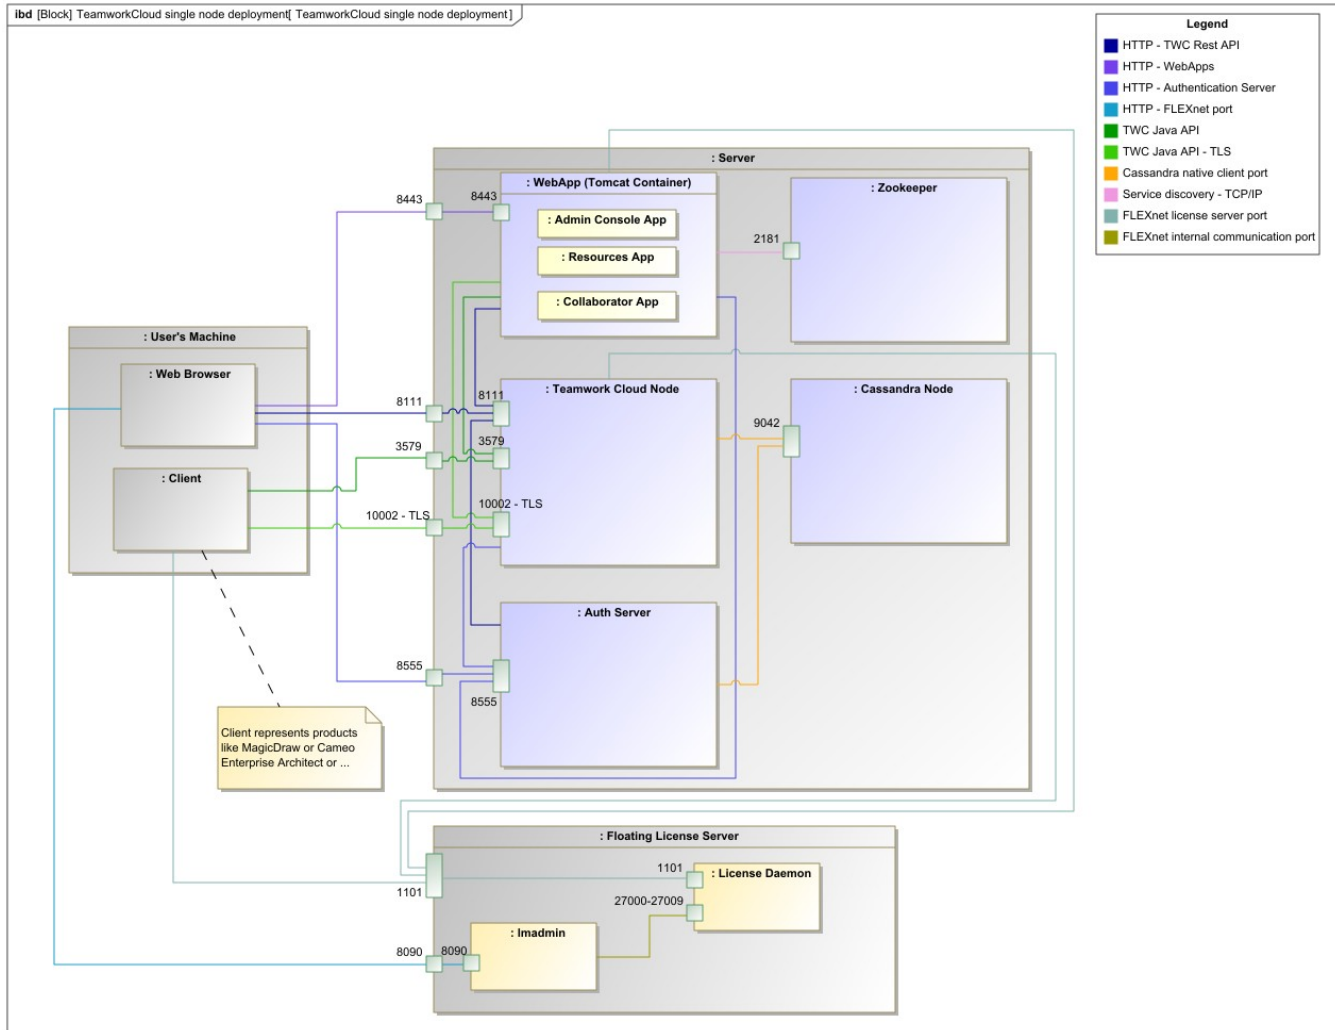 ibd [Block] TeamworkCloud single node deployment[ TeamworkCloud single node deployment]
Legend
HTTP - TWC Rest API
HTTP - WebApps
HTTP - Authentication Server
HTTP - FLEXnet port
TWC Java API
TWC Java API - TLS
Cassandra native client port
Service discovery - TCP/IP
FLEXnet license server port
FLEXnet internal communication port
: Server
: WebApp (Tomcat Container)
8443
8443
: Admin Console App
: Resources App
: Collaborator App
: Zookeeper
2181
: User's Machine
: Web Browser
: Client
: Teamwork Cloud Node
8111
8111
3579
3579
10002 - TLS
10002 - TLS
: Cassandra Node
9042
: Auth Server
8555
8555
Client represents products
like MagicDraw or Cameo
Enterprise Architect or ...
: Floating License Server
1101
1101
: License Daemon
27000-27009
: lmadmin
8090
8090